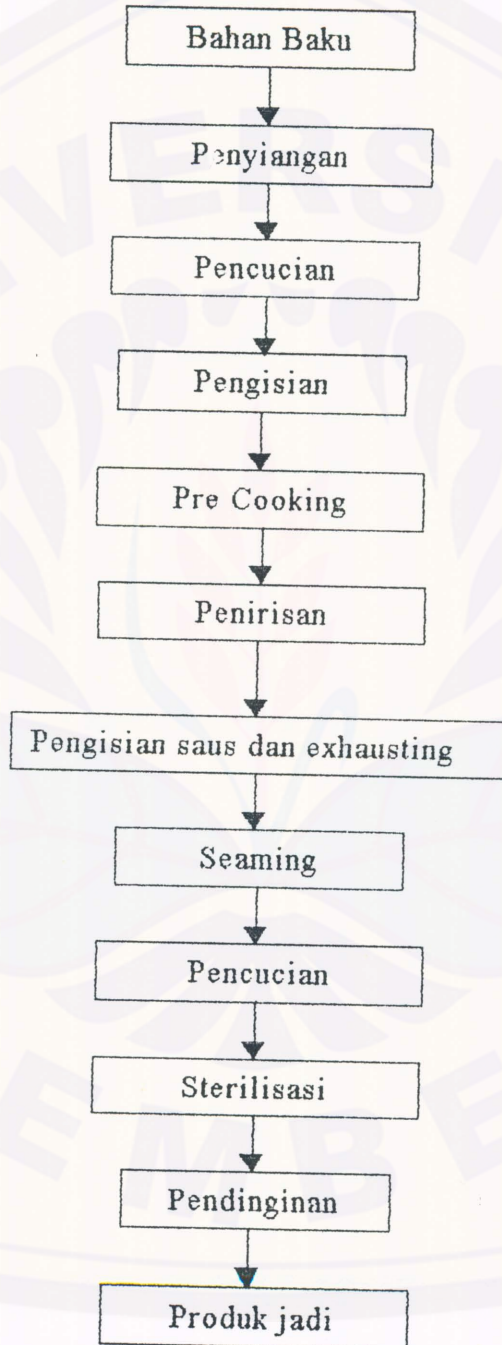 Bahan Baku
Penyiangan
Pencucian
Pengisian
Pre Cooking
Penirisan
Pengisian saus dan exhausting
Seaming
Pencucian
Sterilisasi
Pendinginan
Produk jadi